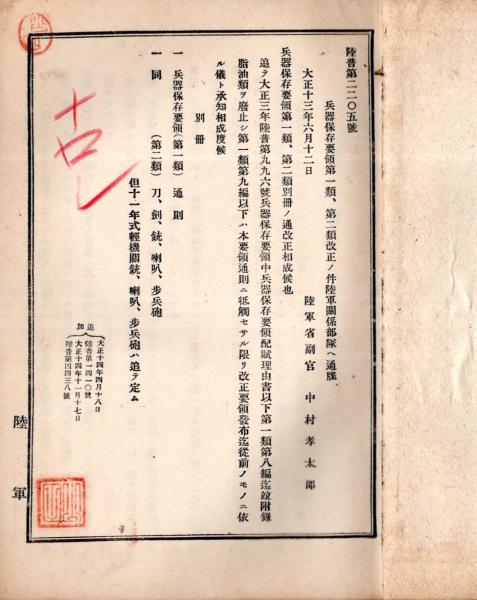 陸普第二二〇五號
兵器保存要領第一類、第二類改正ノ件陸軍關係部隊ヘ通牒
大正十三年六月十二日
陸軍省副官 中村孝太郎
兵器保存要領第一類、第二類別冊ノ通改正相成候也
追テ大正三年陸普第九九六號兵器保存要領中兵器保存要領配賦理由書以下第一類第八編迄竝附錄
脂油類ヲ廢止シ第一類第九編以下ハ本要領通則ニ牴觸セサル限リ改正要領發布迄從前ノモノニ依
ル儀ト承知相成度候
別冊
一 兵器保存要領(第一類) 通則
一 同 (第二類) 刀、劍、銃、喇叭、步兵砲
但十一年式輕機關銃、喇叭、步兵砲ハ追テ定ム
追加
大正十四年四月十八日
陸普第一四一〇號
大正十四年十一月十七日
陸普第四四三八號
陸軍